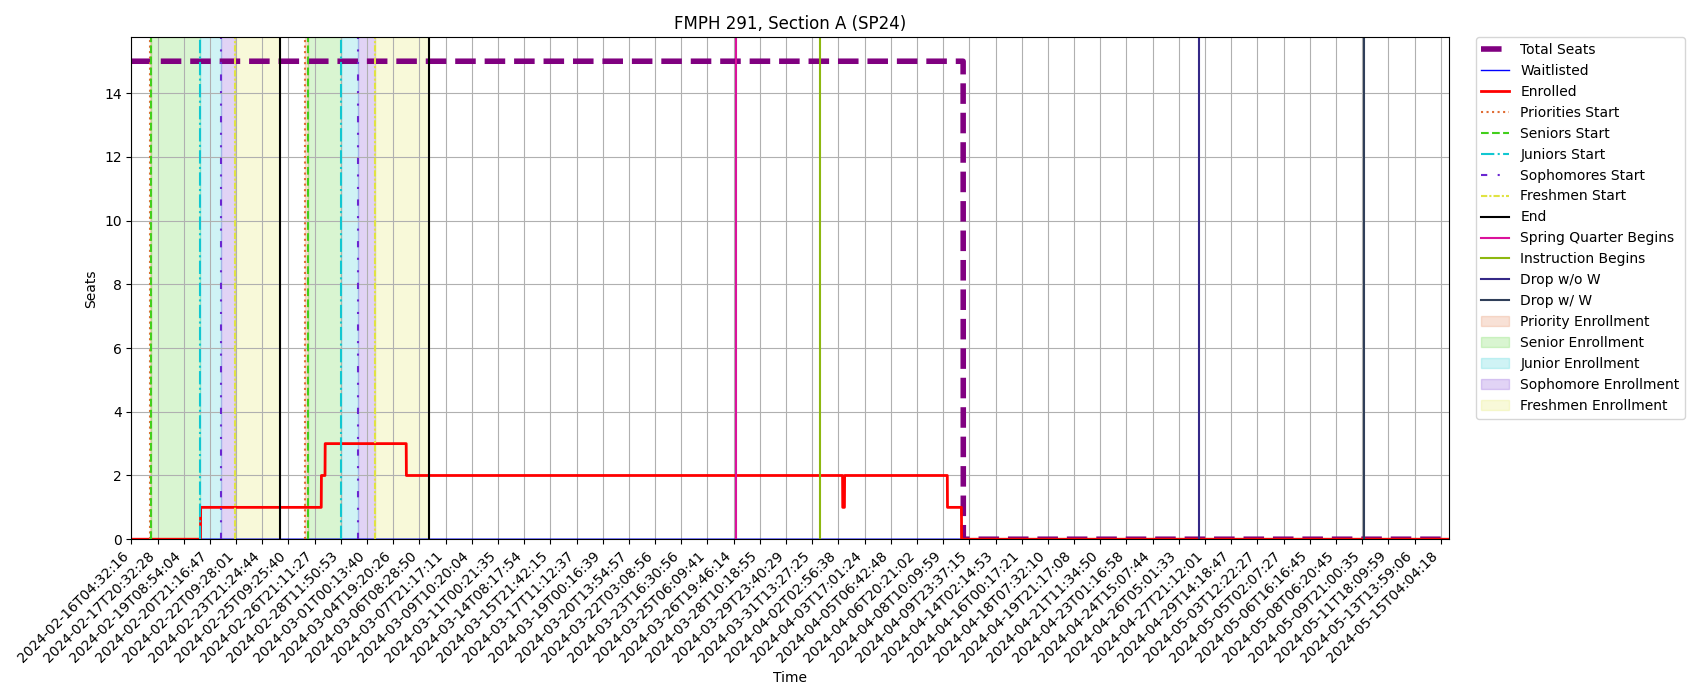 FMPH 291, Section A (SP24)
Seats
14
12
10
8
6
4
2
0
2024-02-16T04:32:16
2024-02-17T20:32:28
2024-02-19T08:54:04
2024-02-20T21:16:47
2024-02-22T09:28:01
2024-02-23T21:24:44
2024-02-25T09:25:40
2024-02-26T21:11:27
2024-02-28T11:50:53
2024-03-01T00:13:40
2024-03-04T19:20:26
2024-03-06T08:28:50
2024-03-07T21:17:11
2024-03-09T10:20:04
2024-03-11T00:21:35
2024-03-14T08:17:54
2024-03-15T21:42:15
2024-03-17T11:12:37
2024-03-19T00:16:39
2024-03-20T13:54:57
2024-03-22T03:08:56
2024-03-23T16:30:56
2024-03-25T06:09:41
2024-03-26T19:46:14
2024-03-28T10:18:55
2024-03-29T23:40:29
2024-03-31T13:27:25
2024-04-02T02:56:38
2024-04-03T17:01:24
2024-04-05T06:42:48
2024-04-06T20:21:02
2024-04-08T10:09:59
2024-04-09T23:37:15
2024-04-14T02:14:53
2024-04-16T00:17:21
2024-04-18T07:32:10
2024-04-19T21:17:08
2024-04-21T11:34:50
2024-04-23T01:16:58
2024-04-24T15:07:44
2024-04-26T05:01:33
2024-04-27T21:12:01
2024-04-29T14:18:47
2024-05-03T12:22:27
2024-05-05T02:07:27
2024-05-06T16:16:45
2024-05-08T06:20:45
2024-05-09T21:00:35
2024-05-11T18:09:59
2024-05-13T13:59:06
2024-05-15T04:04:18
Time
Total Seats
Waitlisted
Enrolled
Priorities Start
Seniors Start
Juniors Start
Sophomores Start
Freshmen Start
End
Spring Quarter Begins
Instruction Begins
Drop w/o W
Drop w/ W
Priority Enrollment
Senior Enrollment
Junior Enrollment
Sophomore Enrollment
Freshmen Enrollment